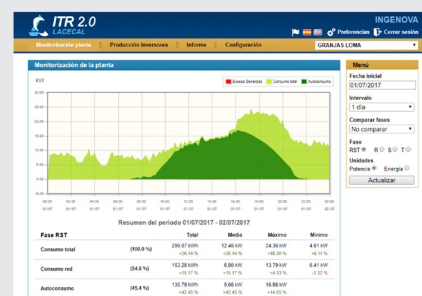 ITR 2.0
LACECAL
INGENOVA
Preferencias Cerrar sesión
Monitorización planta Producción inversores Informe Configuración
GRANJAS LOMA
Monitorización de la planta
kW
Exceso Generado Consumo total Autoconsumo
Menú
Fecha inicial
01/07/2017
Intervalo
1 día
Comparar fases
No comparar
Fase
RST R S T
Unidades
Potencia Energía
Actualizar
Resumen del periodo 01/07/2017 - 02/07/2017
Fase RST Total Media Máximo Mínimo
Consumo total (100.0 %) 299.07 kWh 12.46 kW 24.36 kW 4.61 kW
Consumo red (54.6 %) 163.28 kWh 6.80 kW 13.79 kW 0.41 kW
Autoconsumo (45.4 %) 135.79 kWh 5.66 kW 16.98 kW